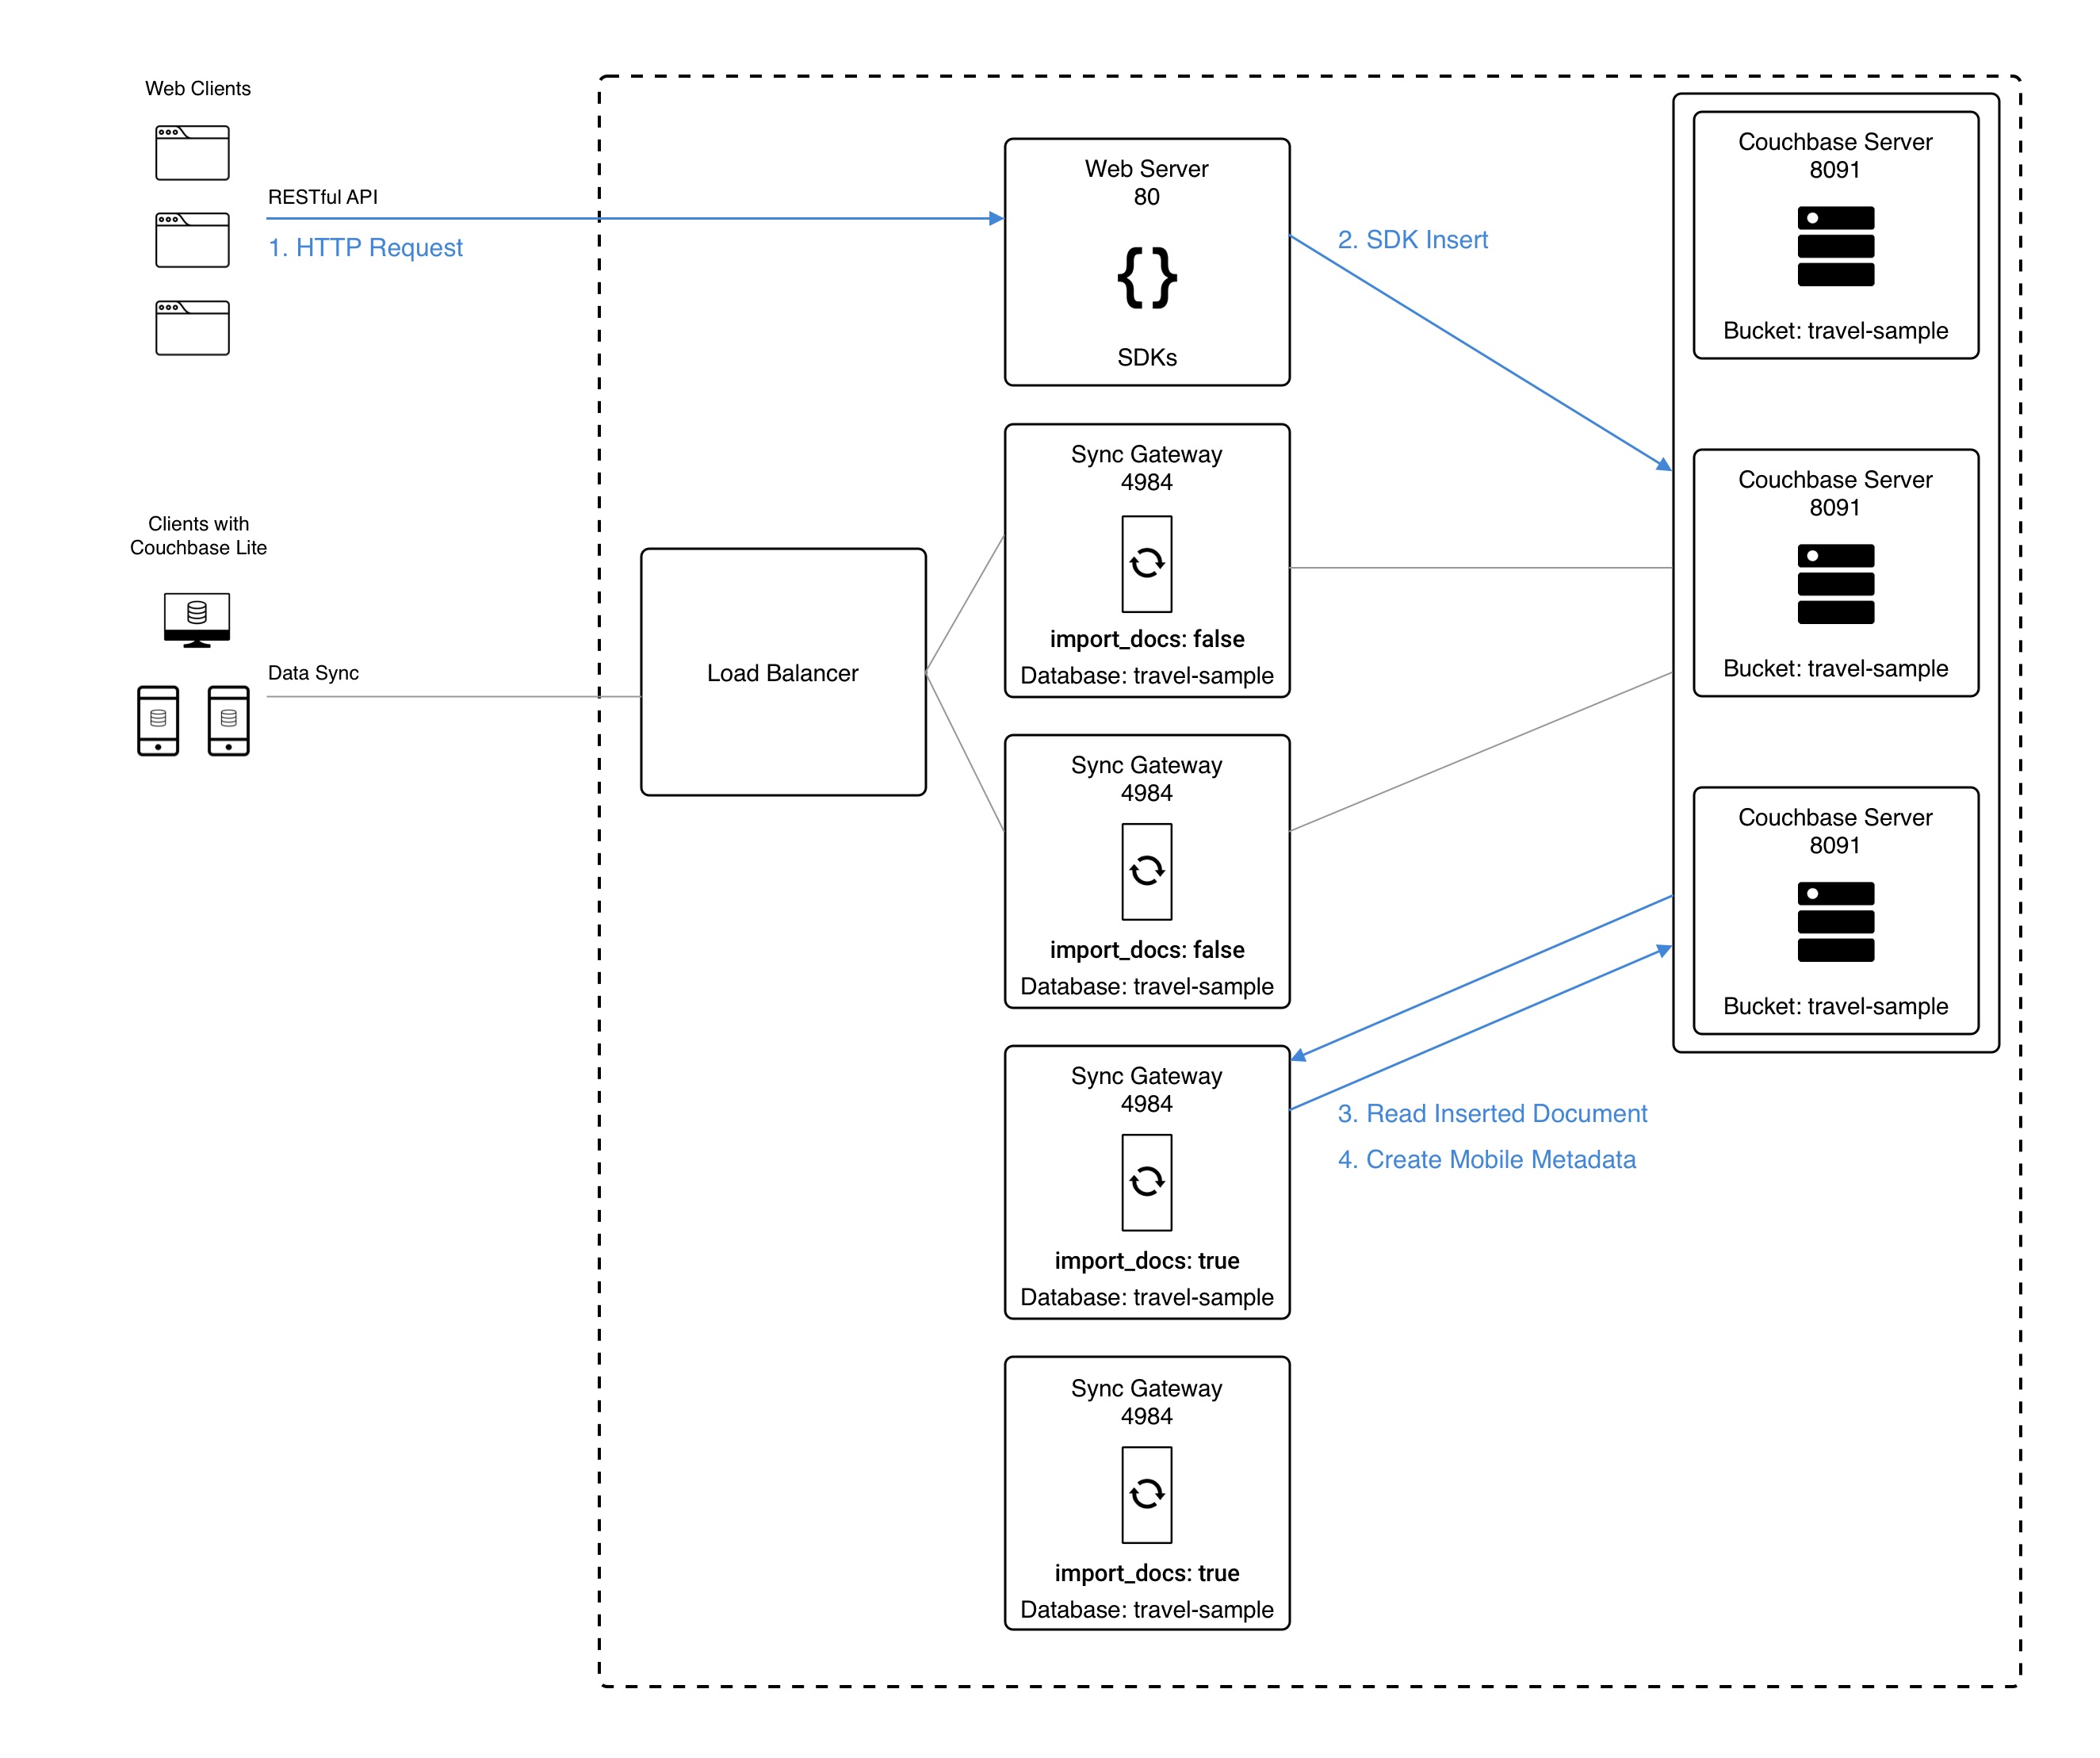 Web Clients
RESTful API
1. HTTP Request
Clients with
Couchbase Lite
Data Sync
Load Balancer
Web Server
80
{}
SDKs
2. SDK Insert
Sync Gateway
4984
import_docs: false
Database: travel-sample
Sync Gateway
4984
import_docs: false
Database: travel-sample
Sync Gateway
4984
import_docs: true
Database: travel-sample
3. Read Inserted Document
4. Create Mobile Metadata
Sync Gateway
4984
import_docs: true
Database: travel-sample
Couchbase Server
8091
Bucket: travel-sample
Couchbase Server
8091
Bucket: travel-sample
Couchbase Server
8091
Bucket: travel-sample